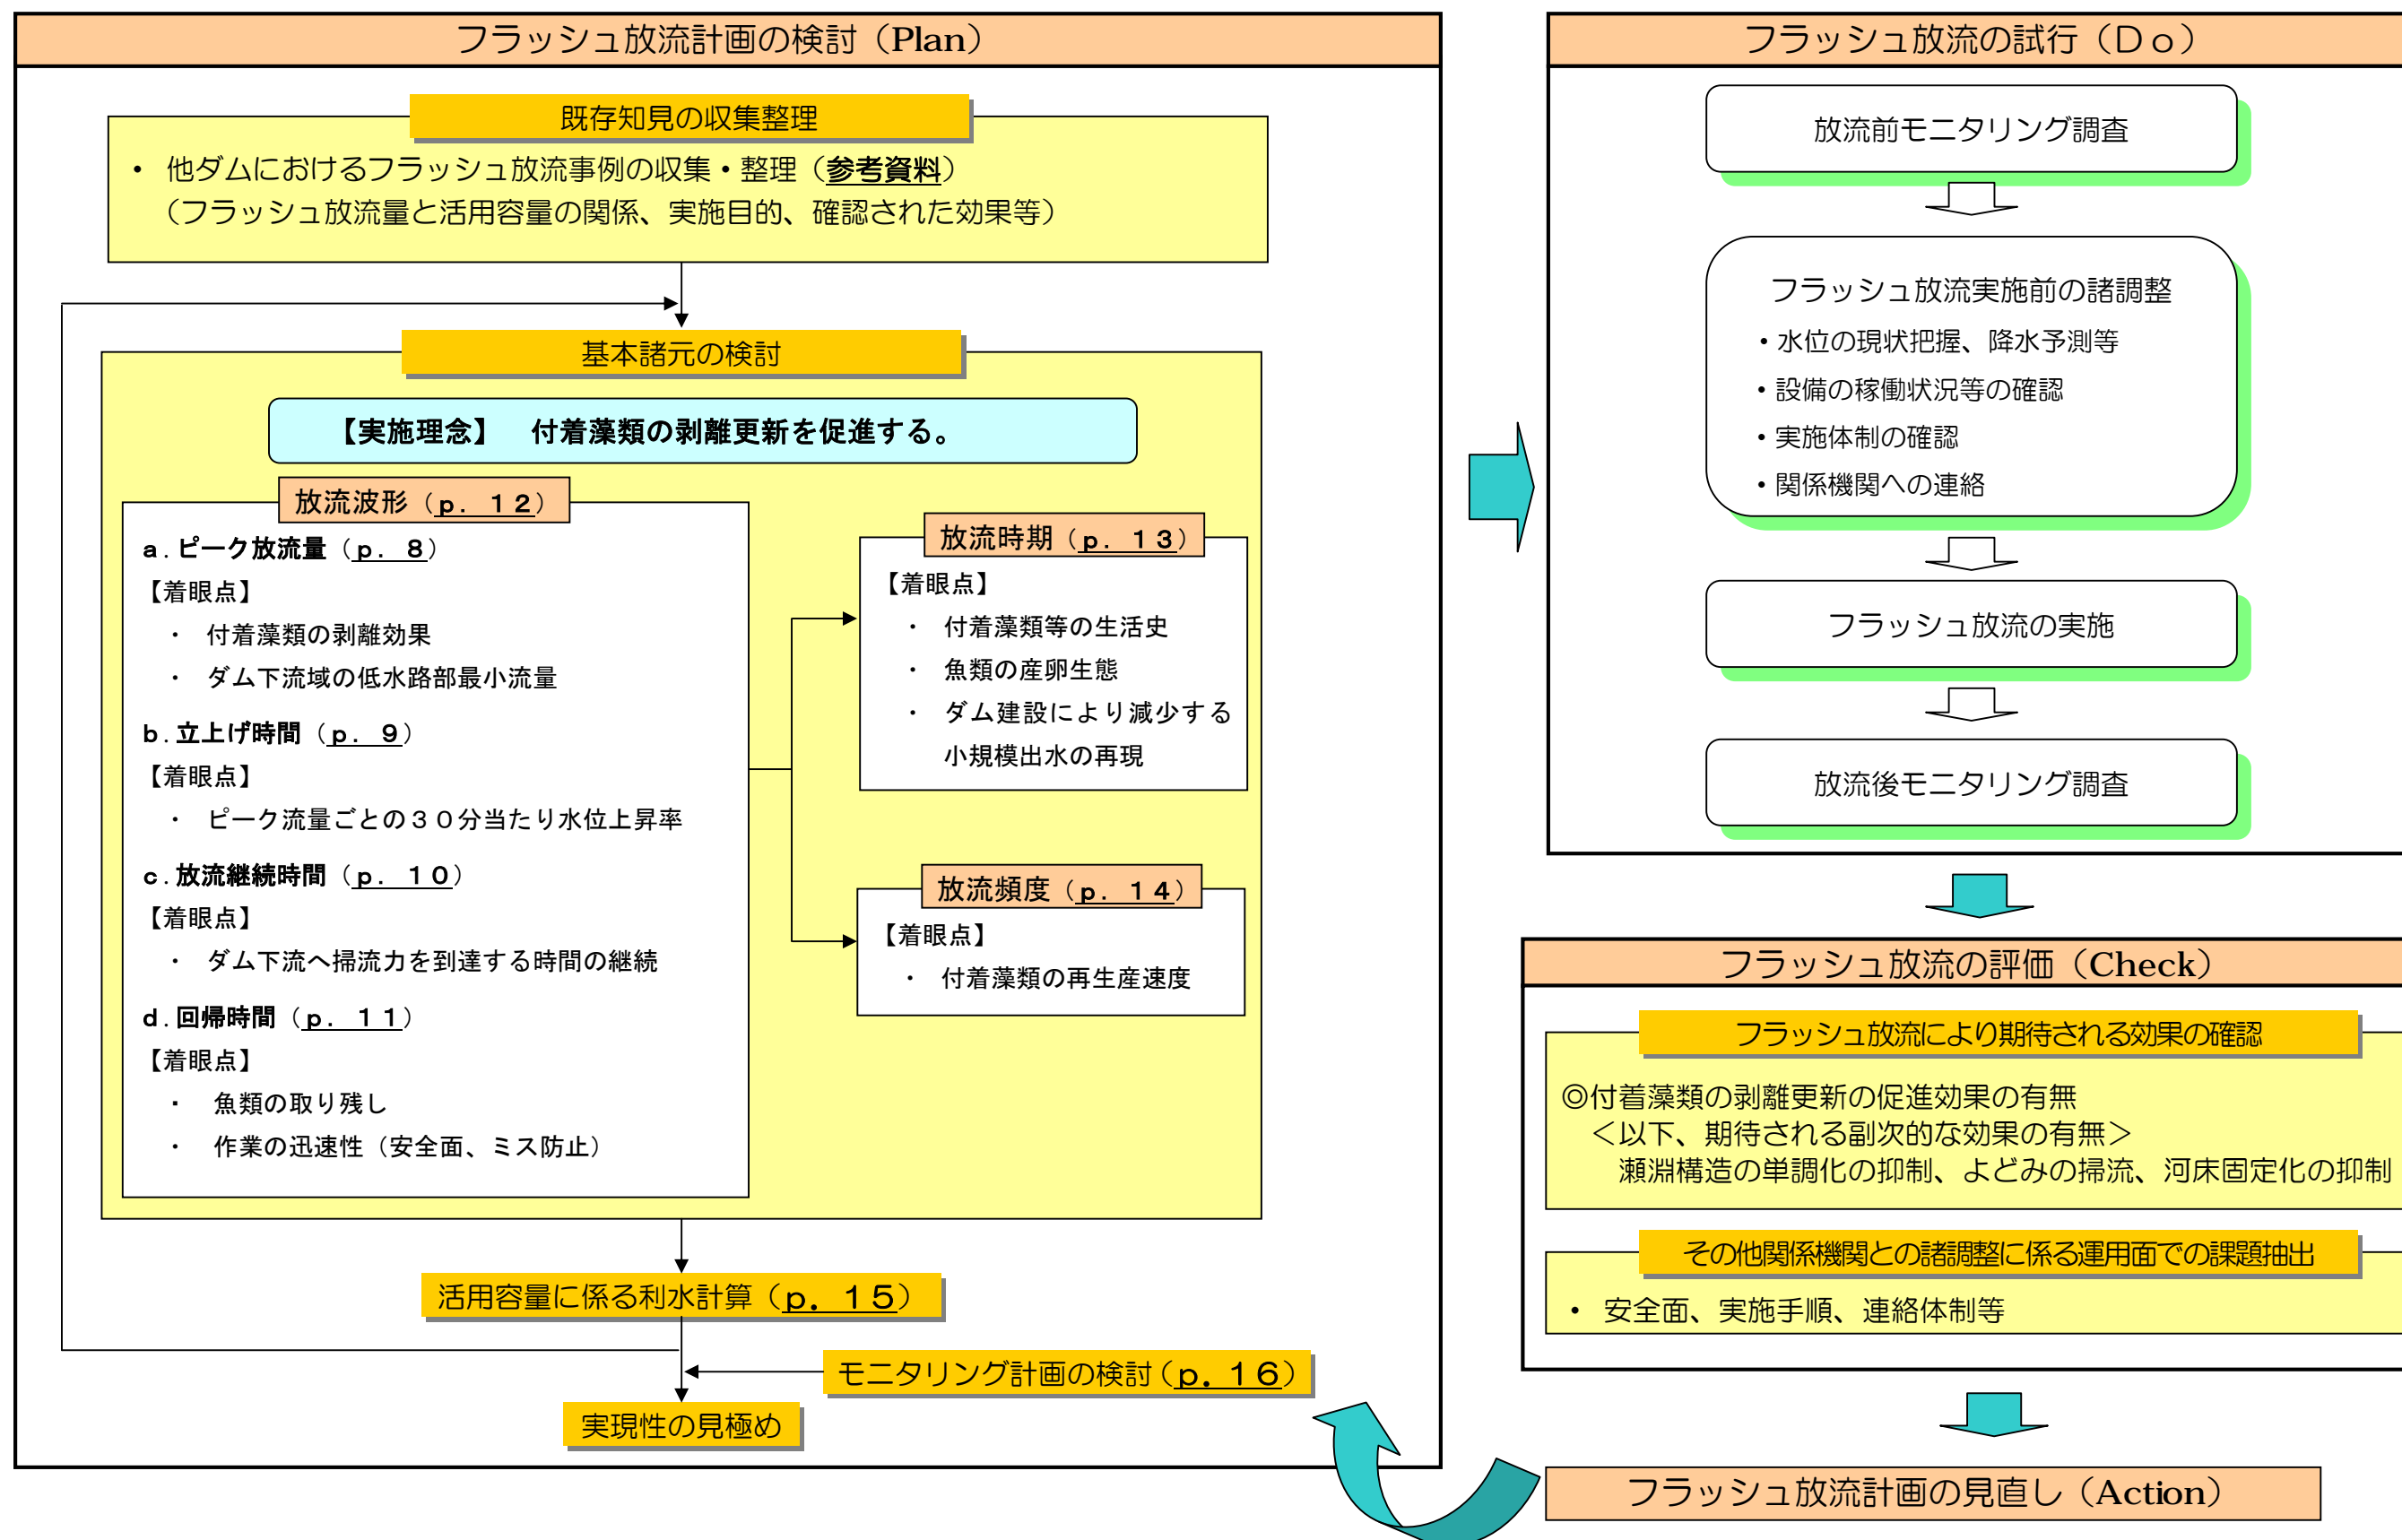 フラッシュ放流計画の検討（Plan）
既存知見の収集整理
・ 他ダムにおけるフラッシュ放流事例の収集・整理（参考資料）
（フラッシュ放流量と活用容量の関係、実施目的、確認された効果等）
基本諸元の検討
【実施理念】　付着藻類の剥離更新を促進する。
放流波形（p．１２）
a.ピーク放流量（p．８）
【着眼点】
・ 付着藻類の剥離効果
・ ダム下流域の低水路部最小流量
b.立上げ時間（p．９）
【着眼点】
・ ピーク流量ごとの３０分当たり水位上昇率
c.放流継続時間（p．１０）
【着眼点】
・ ダム下流へ掃流力を到達する時間の継続
d.回帰時間（p．１１）
【着眼点】
・ 魚類の取り残し
・ 作業の迅速性（安全面、ミス防止）
放流時期（p．１３）
【着眼点】
・ 付着藻類等の生活史
・ 魚類の産卵生態
・ ダム建設により減少する
小規模出水の再現
放流頻度（p．１４）
【着眼点】
・ 付着藻類の再生産速度
活用容量に係る利水計算（p．１５）
モニタリング計画の検討（p．１６）
実現性の見極め
フラッシュ放流の試行（Ｄｏ）
放流前モニタリング調査
フラッシュ放流実施前の諸調整
・水位の現状把握、降水予測等
・設備の稼働状況等の確認
・実施体制の確認
・関係機関への連絡
フラッシュ放流の実施
放流後モニタリング調査
フラッシュ放流の評価（Check）
フラッシュ放流により期待される効果の確認
◎付着藻類の剥離更新の促進効果の有無
＜以下、期待される副次的な効果の有無＞
瀬淵構造の単調化の抑制、よどみの掃流、河床固定化の抑制
その他関係機関との諸調整に係る運用面での課題抽出
・ 安全面、実施手順、連絡体制等
フラッシュ放流計画の見直し（Action）